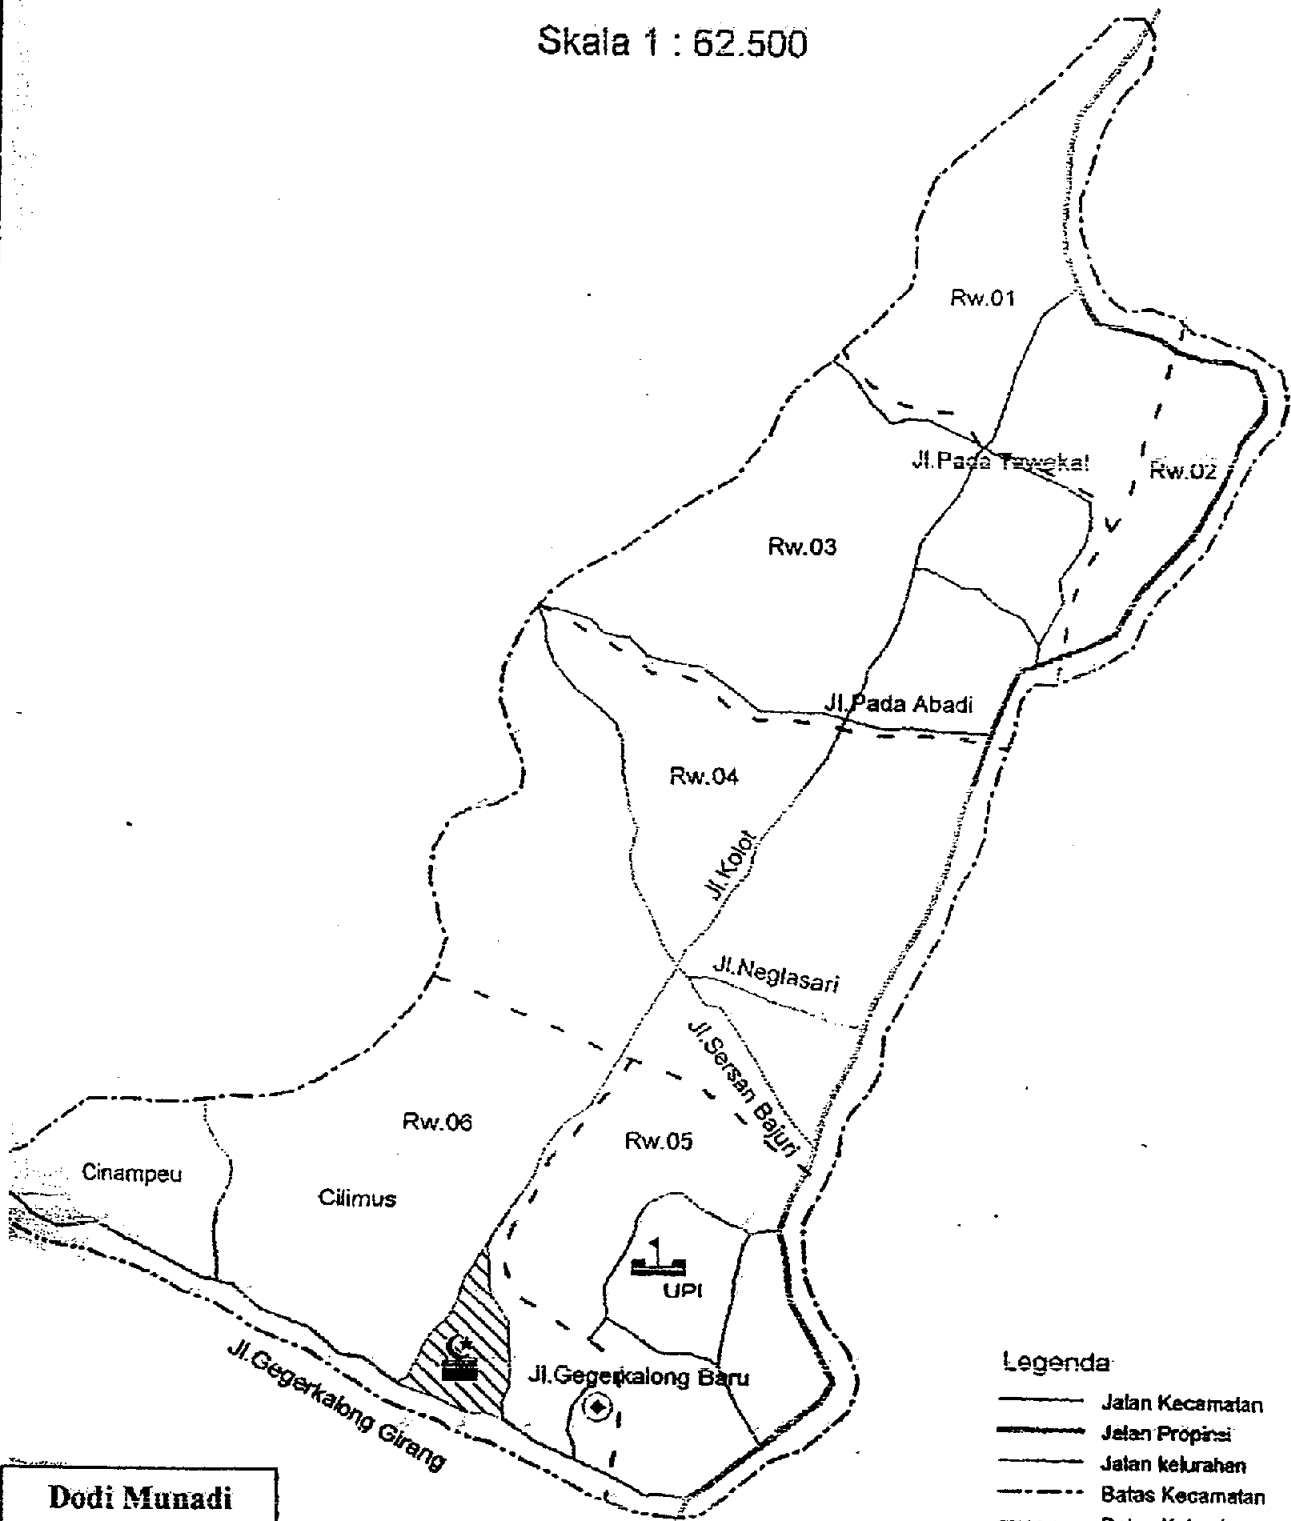 Skala 1 : 62.500
Rw.01
Jl.Pada Tawekal
Rw.02
Rw.03
Jl.Pada Abadi
Rw.04
Jl.Kolot
Jl.Neglasari
Jl.Sersan Bajuri
Rw.06
Rw.05
Cinampeu
Cilimus
UPI
Jl.Gegerkalong Baru
Jl.Gegerkalong Girang
Legenda
Jalan Kecamatan
Jalan Propinsi
Jalan kelurahan
Batas Kecamatan
Dodi Munadi